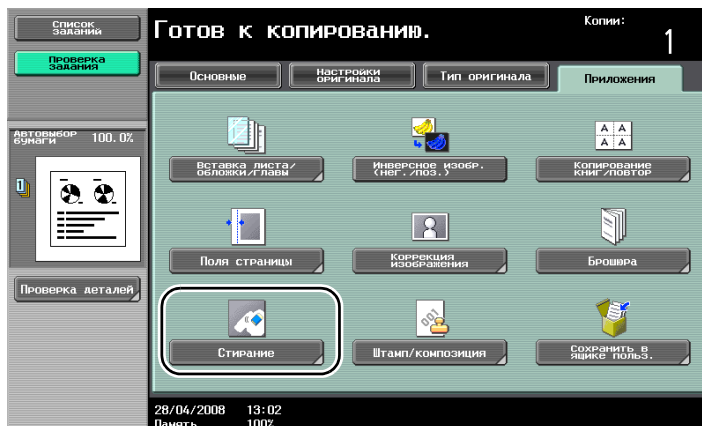 Список
заданий
Готов к копированию.
Копии:
1
Проверка
задания
Основные
Настройки
оригинала
Тип оригинала
Приложения
Автовыбор
бумаги
100.0%
1
Вставка листа/
обложки/главы
Инверсное изобр.
(нег./поз.)
Копирование
книг/повтор
Поля страницы
Коррекция
изображения
Брошюра
Проверка деталей
Стирание
Штамп/композиция
Сохранить в
ящике польз.
28/04/2008 13:02
Память 100%